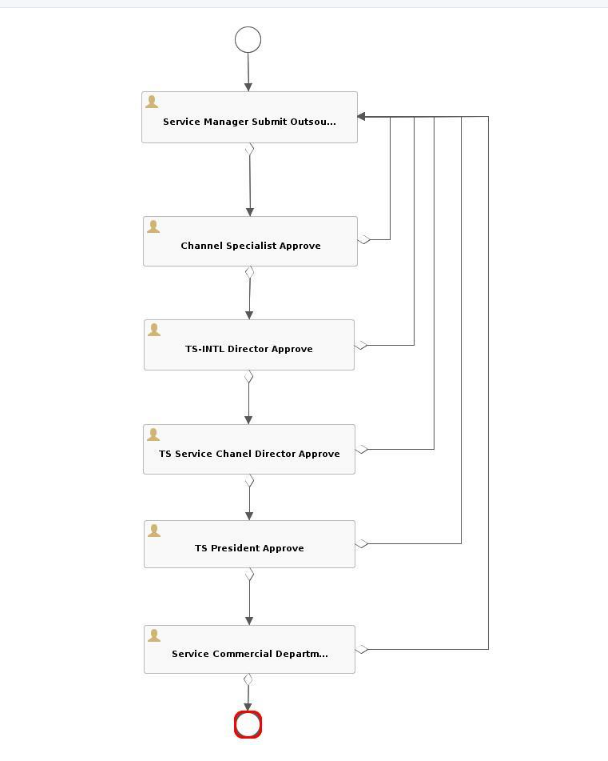 Service Manager Submit Outsou...
Channel Specialist Approve
TS-INTL Director Approve
TS Service Chanel Director Approve
TS President Approve
Service Commercial Departm...